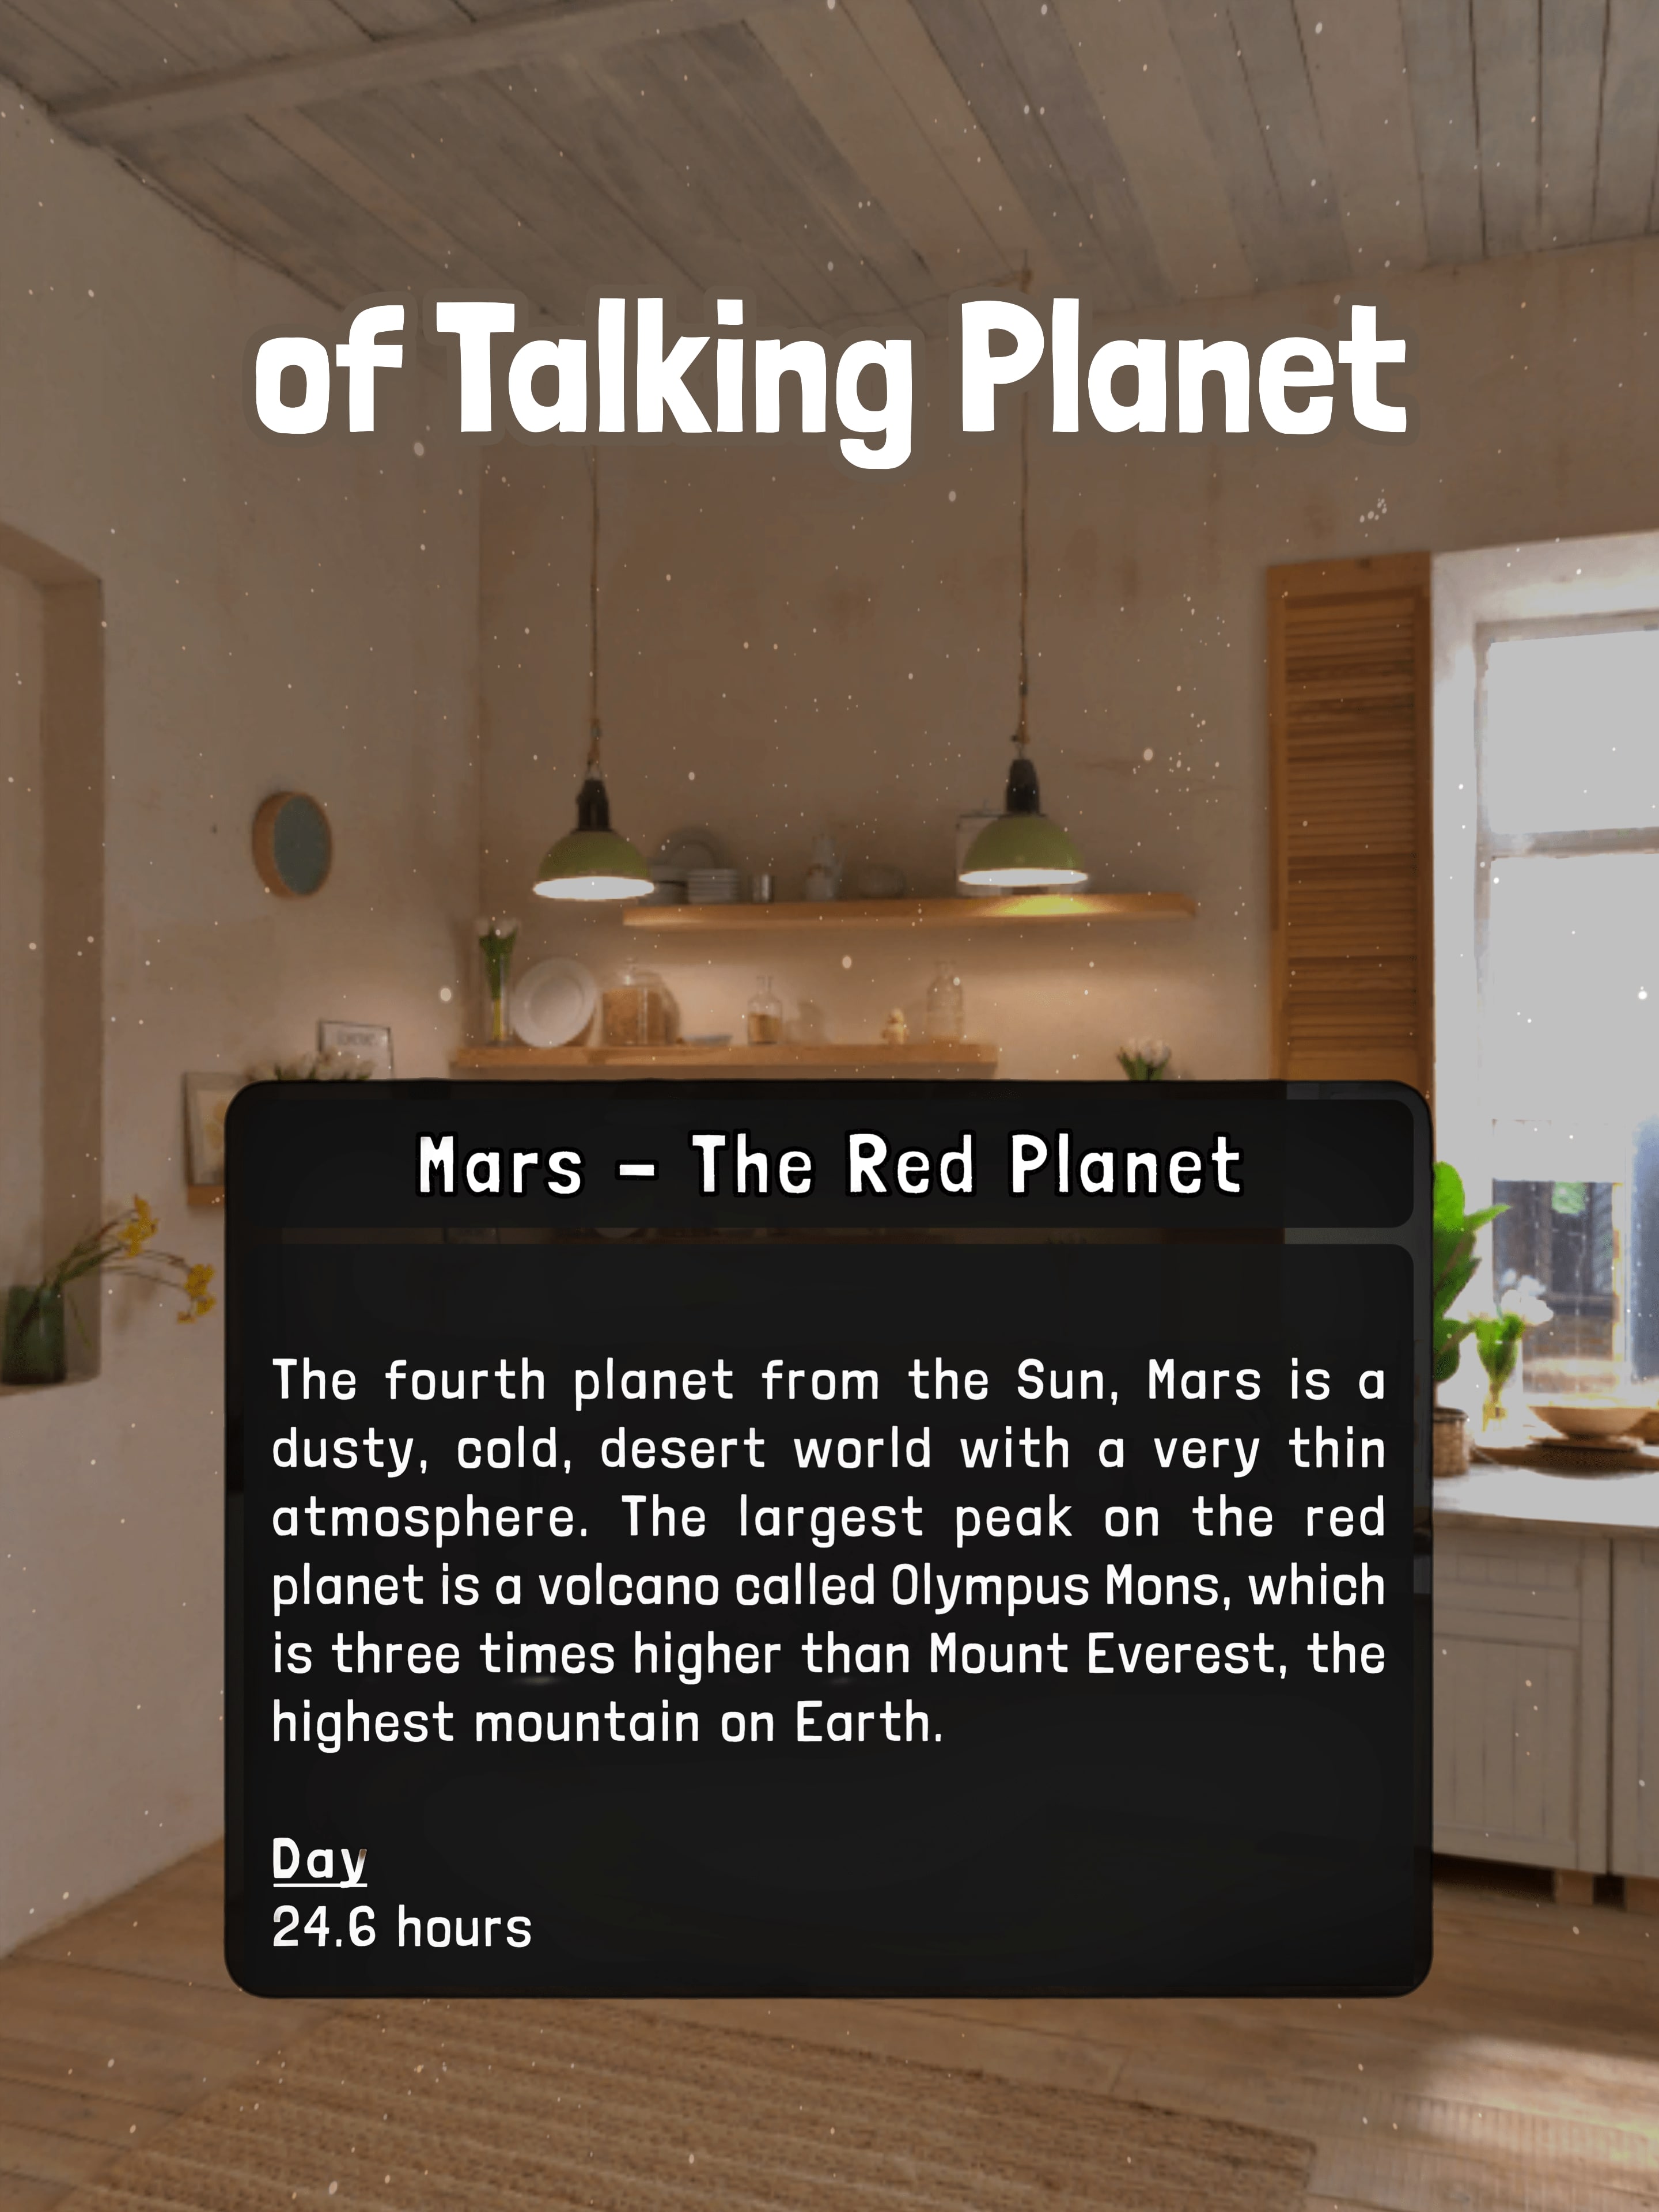 of Talking Planet
Mars – The Red Planet
The fourth planet from the Sun, Mars is a
dusty, cold, desert world with a very thin
atmosphere. The largest peak on the red
planet is a volcano called Olympus Mons, which
is three times higher than Mount Everest, the
highest mountain on Earth.
Day
24.6 hours